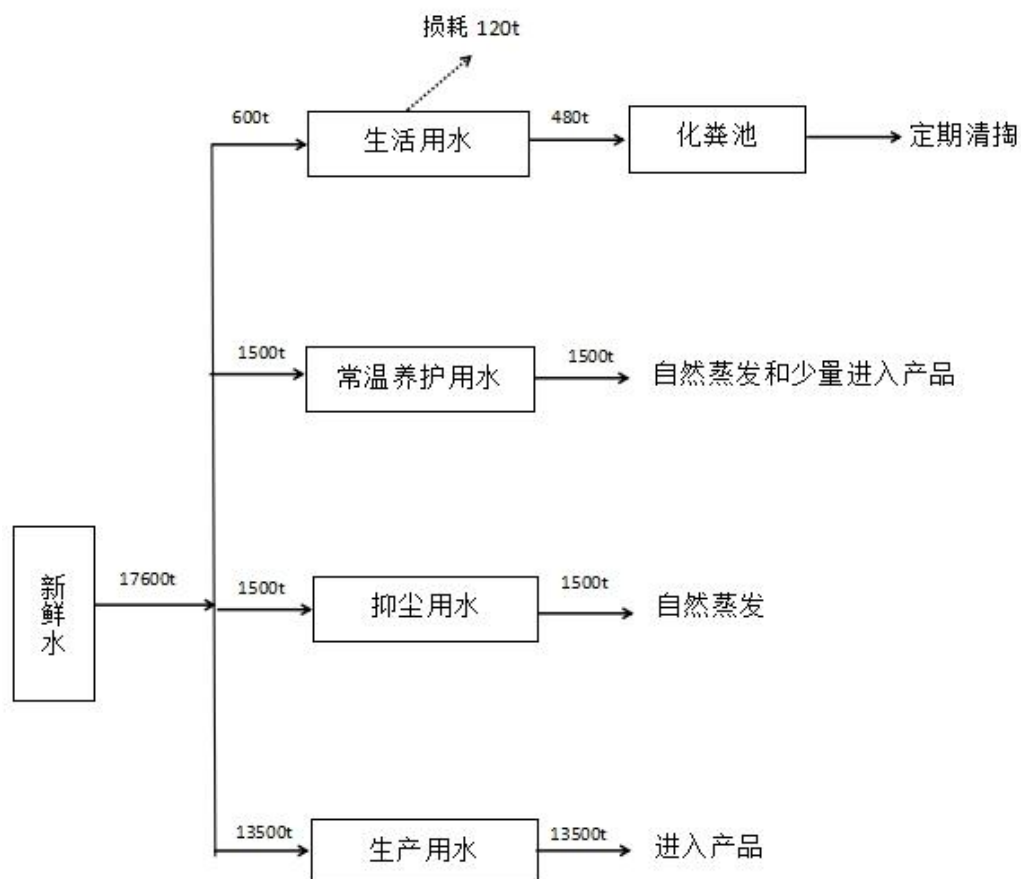 损耗 120t
600t
生活用水
480t
化粪池
定期清掏
1500t
常温养护用水
1500t
自然蒸发和少量进入产品
新鲜水
17600t
1500t
抑尘用水
1500t
自然蒸发
13500t
生产用水
13500t
进入产品